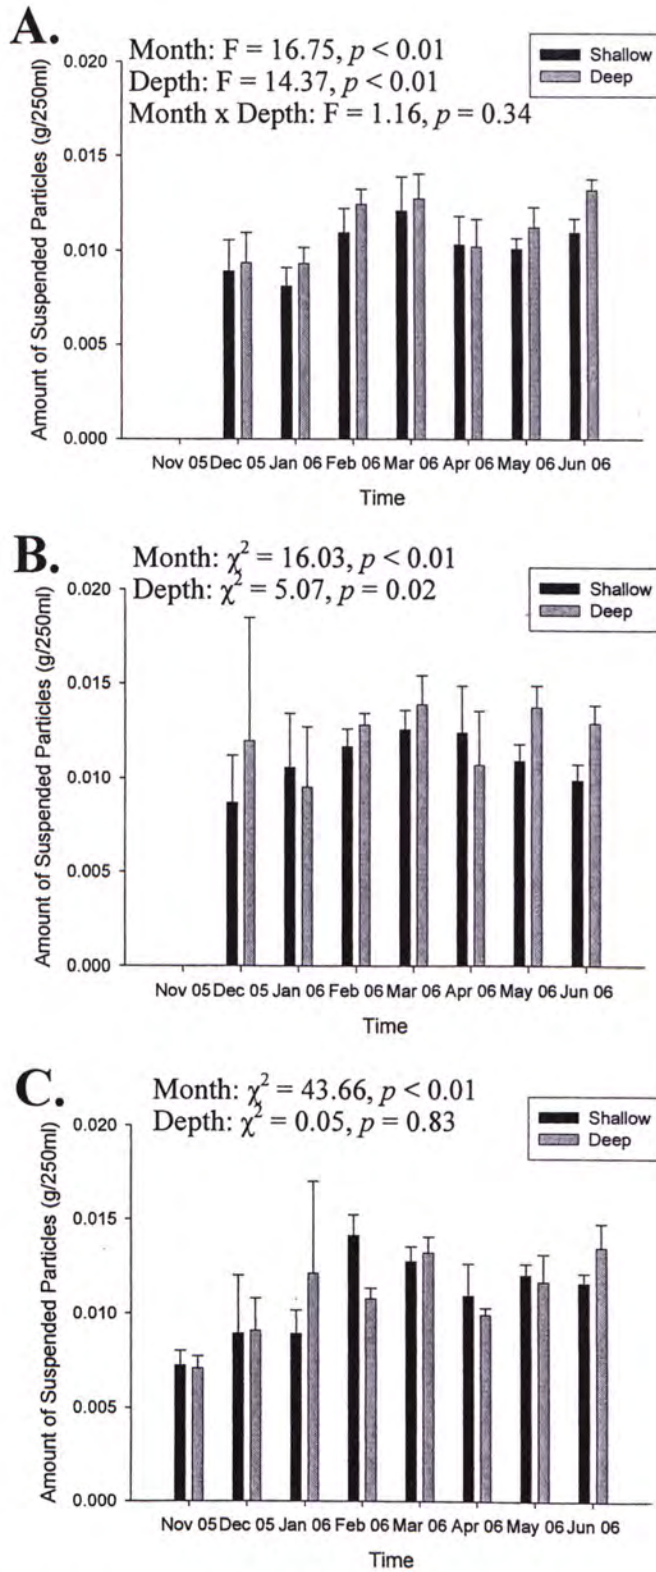 A.
Month: F = 16.75, p < 0.01
Depth: F = 14.37, p < 0.01
Month x Depth: F = 1.16, p = 0.34
Shallow
Deep
Amount of Suspended Particles (g/250ml)
0.020
0.015
0.010
0.005
0.000
Nov 05 Dec 05 Jan 06 Feb 06 Mar 06 Apr 06 May 06 Jun 06
Time
B.
Month: χ² = 16.03, p < 0.01
Depth: χ² = 5.07, p = 0.02
Shallow
Deep
Amount of Suspended Particles (g/250ml)
0.020
0.015
0.010
0.005
0.000
Nov 05 Dec 05 Jan 06 Feb 06 Mar 06 Apr 06 May 06 Jun 06
Time
C.
Month: χ² = 43.66, p < 0.01
Depth: χ² = 0.05, p = 0.83
Shallow
Deep
Amount of Suspended Particles (g/250ml)
0.020
0.015
0.010
0.005
0.000
Nov 05 Dec 05 Jan 06 Feb 06 Mar 06 Apr 06 May 06 Jun 06
Time